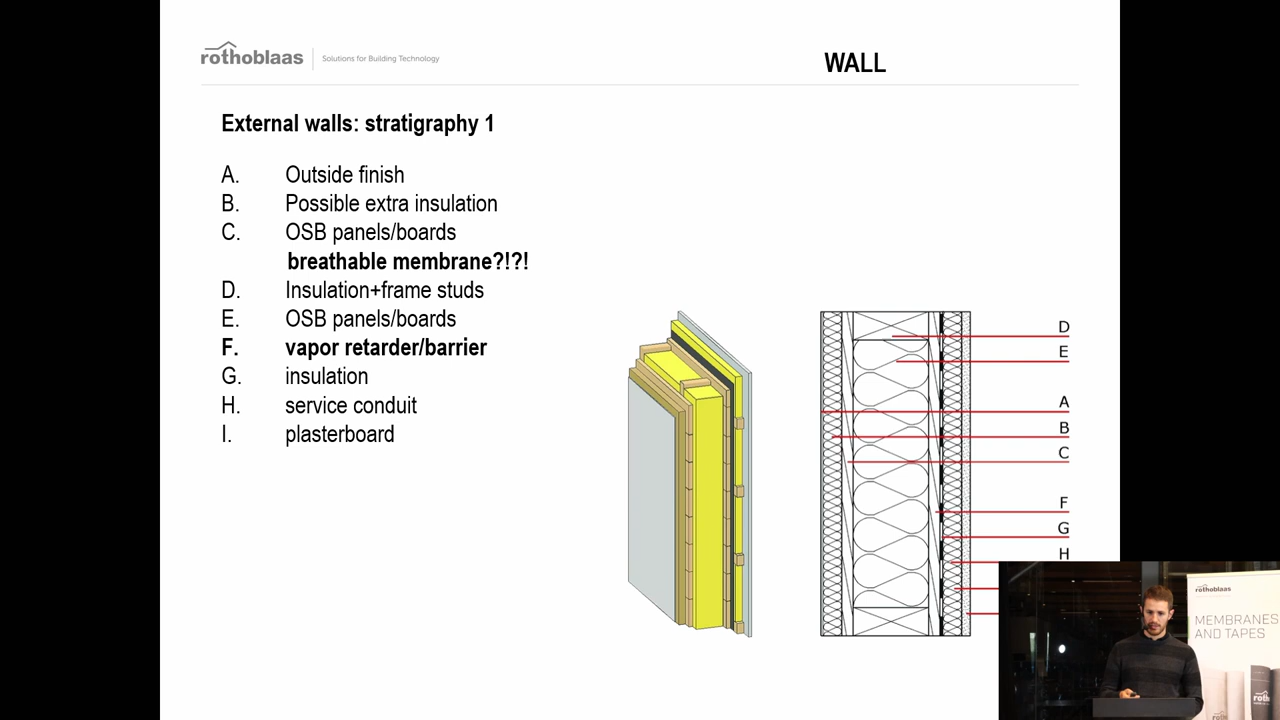 rothoblaas
Solutions for Building Technology
WALL
External walls: stratigraphy 1
A. Outside finish
B. Possible extra insulation
C. OSB panels/boards
breathable membrane?!?!
D. Insulation+frame studs
E. OSB panels/boards
F. vapor retarder/barrier
G. insulation
H. service conduit
I. plasterboard
D
E
A
B
C
F
G
H
rothoblaas
MEMBRANES
AND TAPES